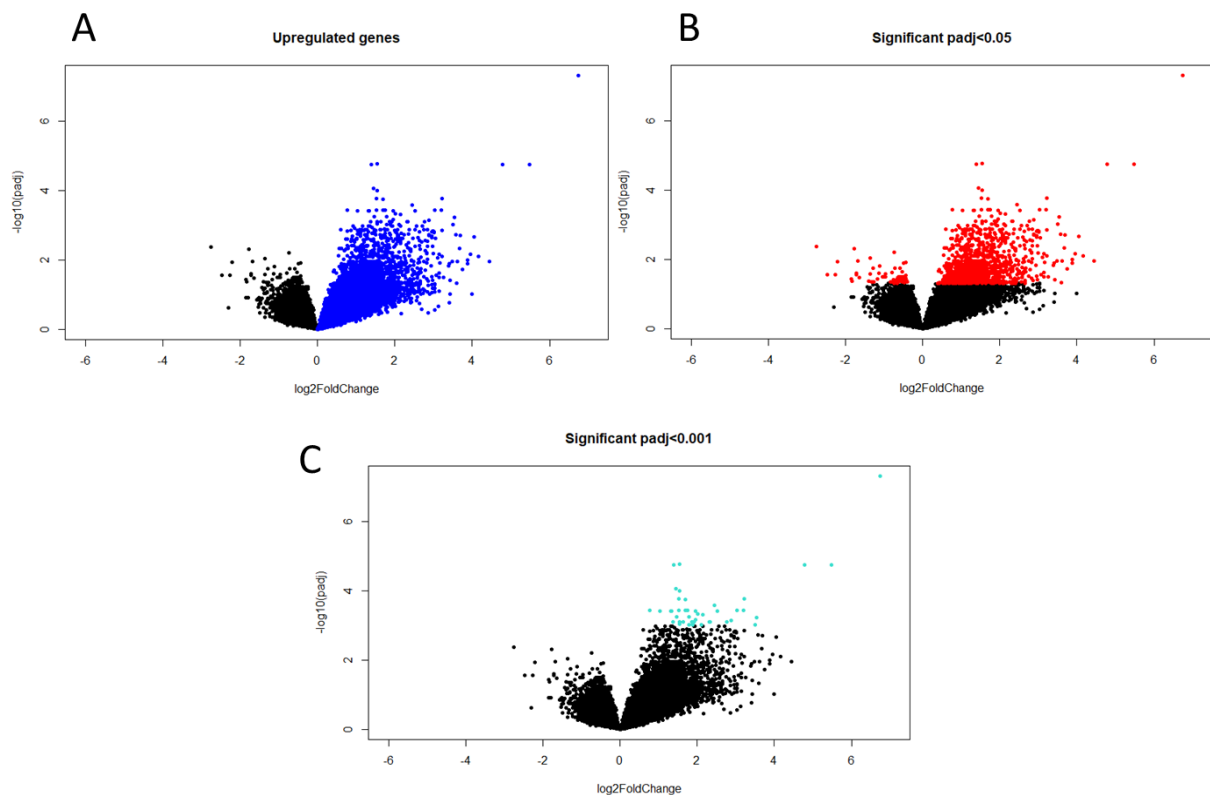 A
Upregulated genes
-log10(padj)
6
4
2
0
-6 -4 -2 0 2 4 6
log2FoldChange
B
Significant padj<0.05
-log10(padj)
6
4
2
0
-6 -4 -2 0 2 4 6
log2FoldChange
C
Significant padj<0.001
-log10(padj)
6
4
2
0
-6 -4 -2 0 2 4 6
log2FoldChange